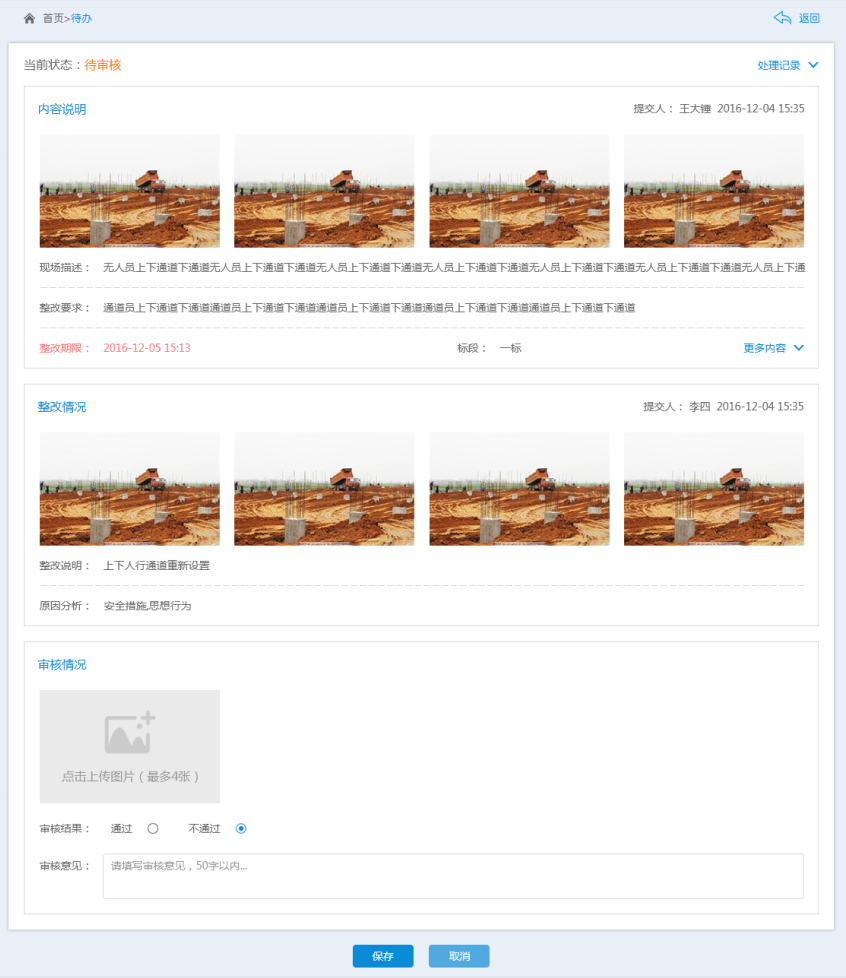 首页>待办
返回
当前状态：待审核
处理记录
内容说明
提交人： 王大锤 2016-12-04 15:35
现场描述： 无人员上下通道下通道无人员上下通道下通道无人员上下通道下通道无人员上下通道下通道无人员上下通道下通道无人员上下通道下通道无人员上下通
整改要求： 通道员上下通道下通道通道员上下通道下通道通道员上下通道下通道通道员上下通道下通道通道员上下通道下通道
整改期限： 2016-12-05 15:13
标段： 一标
更多内容
整改情况
提交人： 李四 2016-12-04 15:35
整改说明： 上下人行通道重新设置
原因分析： 安全措施,思想行为
审核情况
点击上传图片（最多4张）
审核结果： 通过 不通过
审核意见： 请填写审核意见，50字以内...
保存
取消